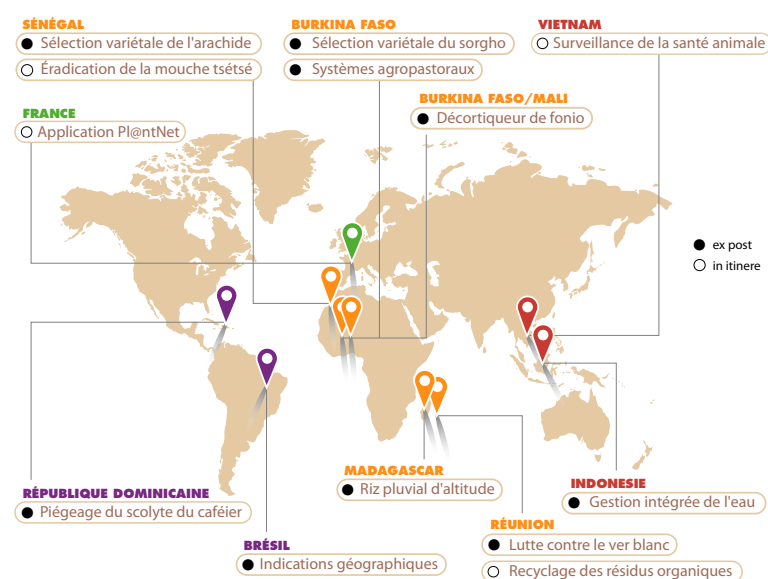 SÉNÉGAL
Sélection variétale de l'arachide
Éradication de la mouche tsétsé
BURKINA FASO
Sélection variétale du sorgho
Systèmes agropastoraux
VIETNAM
Surveillance de la santé animale
BURKINA FASO/MALI
Décortiqueur de fonio
FRANCE
Application Pl@ntNet
ex post
in itinere
RÉPUBLIQUE DOMINICAINE
Piégeage du scolyte du caféier
BRÉSIL
Indications géographiques
MADAGASCAR
Riz pluvial d'altitude
INDONESIE
Gestion intégrée de l'eau
RÉUNION
Lutte contre le ver blanc
Recyclage des résidus organiques